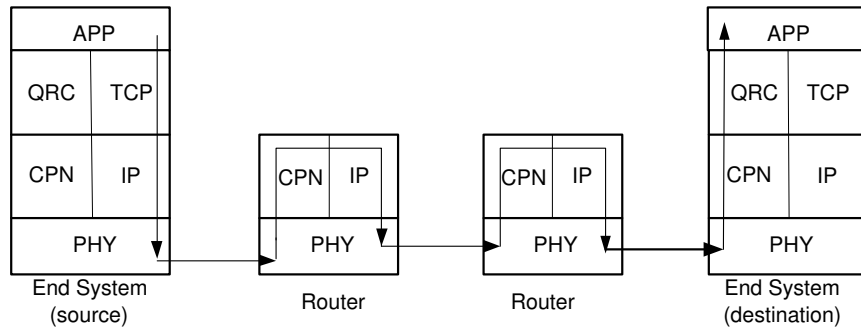 APP
QRC TCP
CPN IP
PHY
End System
(source)
CPN IP
PHY
Router
CPN IP
PHY
Router
APP
QRC TCP
CPN IP
PHY
End System
(destination)